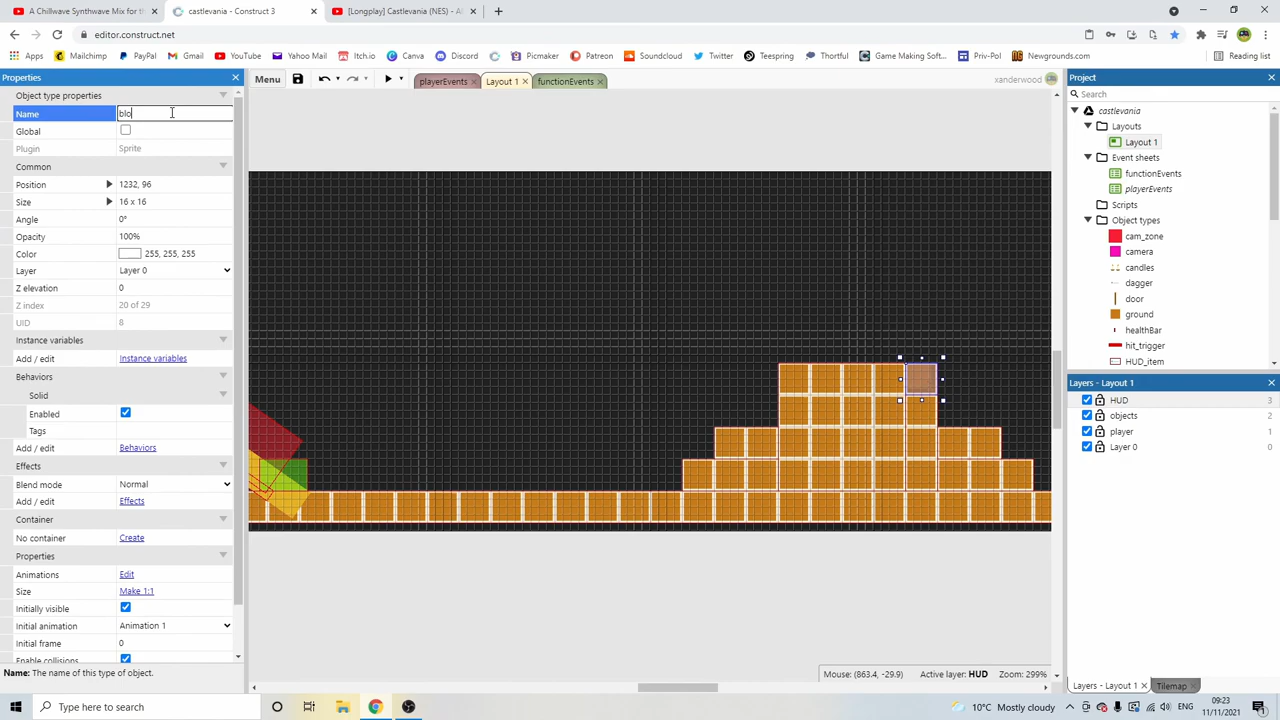 A Chillwave Synthwave Mix for th
castlevania - Construct 3
[Longplay] Castlevania (NES) - A
editor.construct.net
Apps
Mailchimp
PayPal
Gmail
YouTube
Itch.io
Canva
Discord
Picmaker
Patreon
Soundcloud
Twitter
Teespring
Thortful
Game Making Soft...
Priv-Pol
Newgrounds.com
Reading list
Properties
Menu
playerEvents
Layout 1
functionEvents
xanderwood
Object type properties
Name blo
Global
Plugin Sprite
Common
Position 1232, 96
Size 16 x 16
Angle 0°
Opacity 100%
Color 255, 255, 255
Layer Layer 0
Z elevation 0
Z index 20 of 29
UID 8
Instance variables
Add / edit Instance variables
Behaviors
Solid
Enabled
Tags
Add / edit Behaviors
Effects
Blend mode Normal
Add / edit Effects
Container
No container Create
Properties
Animations Edit
Size Make 1:1
Initially visible
Initial animation Animation 1
Initial frame 0
Enable collisions
Name: The name of this type of object.
Mouse: (863.4, -29.9) Active layer: HUD Zoom: 299%
Project
Search
castlevania
Layouts
Layout 1
Event sheets
functionEvents
playerEvents
Scripts
Object types
cam_zone
camera
candles
dagger
door
ground
healthBar
hit_trigger
HUD_item
Layers - Layout 1
HUD 3
objects 2
player 1
Layer 0 0
Layers - Layout 1
Tilemap
Type here to search
10°C Mostly cloudy
ENG
09:23
11/11/2021